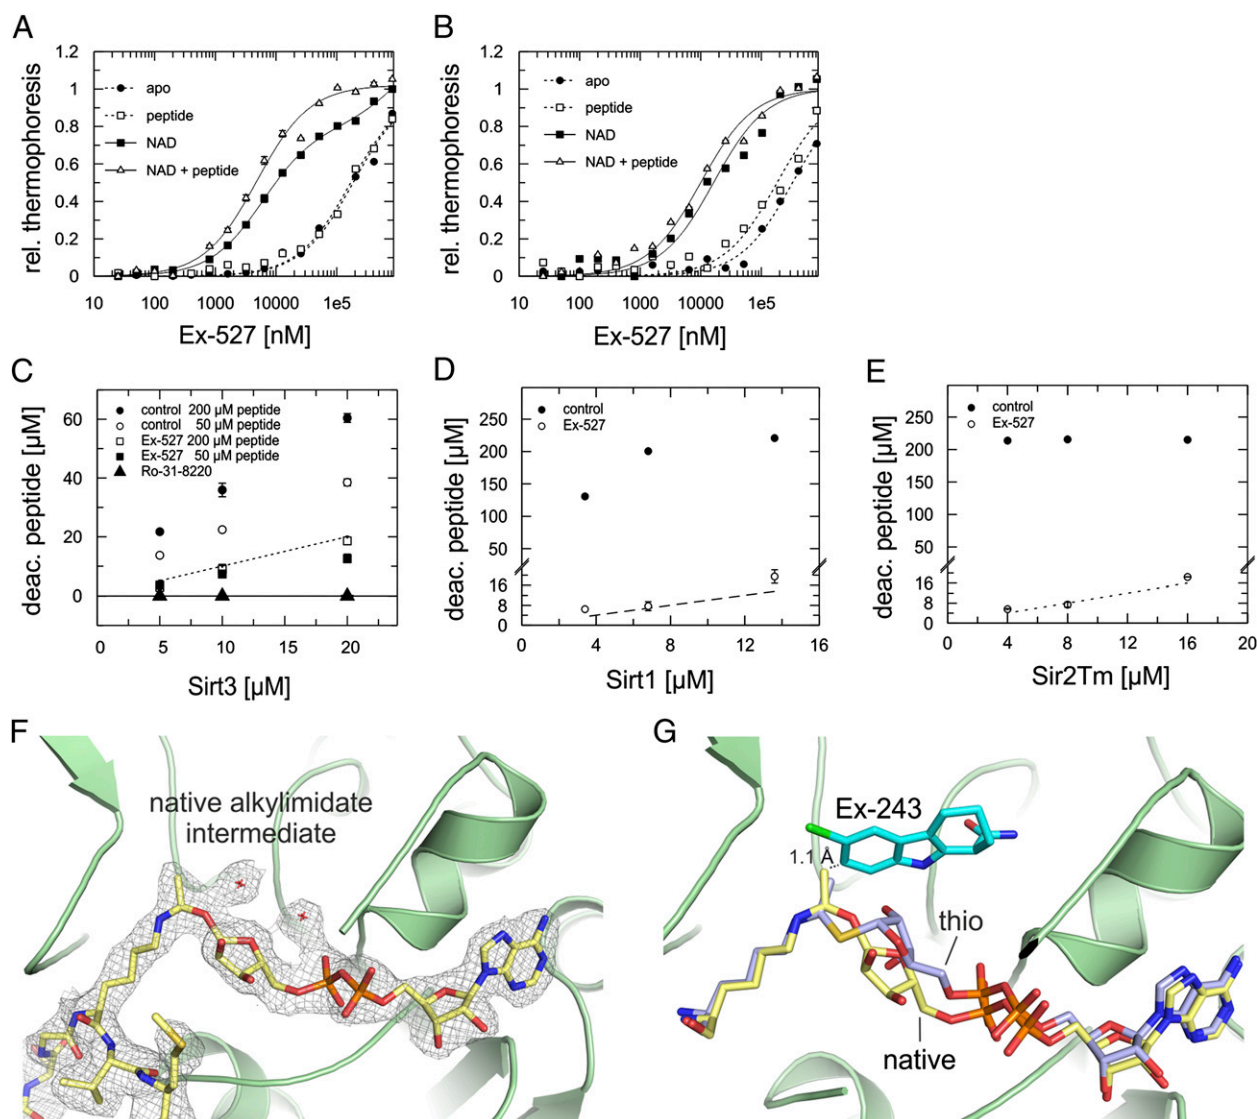 A
1.2
1
0.8
0.6
0.4
0.2
0
rel. thermophoresis
apo
peptide
NAD
NAD + peptide
10 100 1000 10000 1e5
Ex-527 [nM]
B
1.2
1
0.8
0.6
0.4
0.2
0
rel. thermophoresis
apo
peptide
NAD
NAD + peptide
10 100 1000 10000 1e5
Ex-527 [nM]
C
60
40
20
0
deac. peptide [µM]
control 200 µM peptide
control 50 µM peptide
Ex-527 200 µM peptide
Ex-527 50 µM peptide
Ro-31-8220
0 5 10 15 20
Sirt3 [µM]
D
250
200
150
100
50
16
8
0
deac. peptide [µM]
control
Ex-527
0 4 8 12 16
Sirt1 [µM]
E
250
200
150
100
50
16
8
0
deac. peptide [µM]
control
Ex-527
0 4 8 12 16 20
Sir2Tm [µM]
F
native alkylimidate
intermediate
G
Ex-243
1.1 Å
thio
native